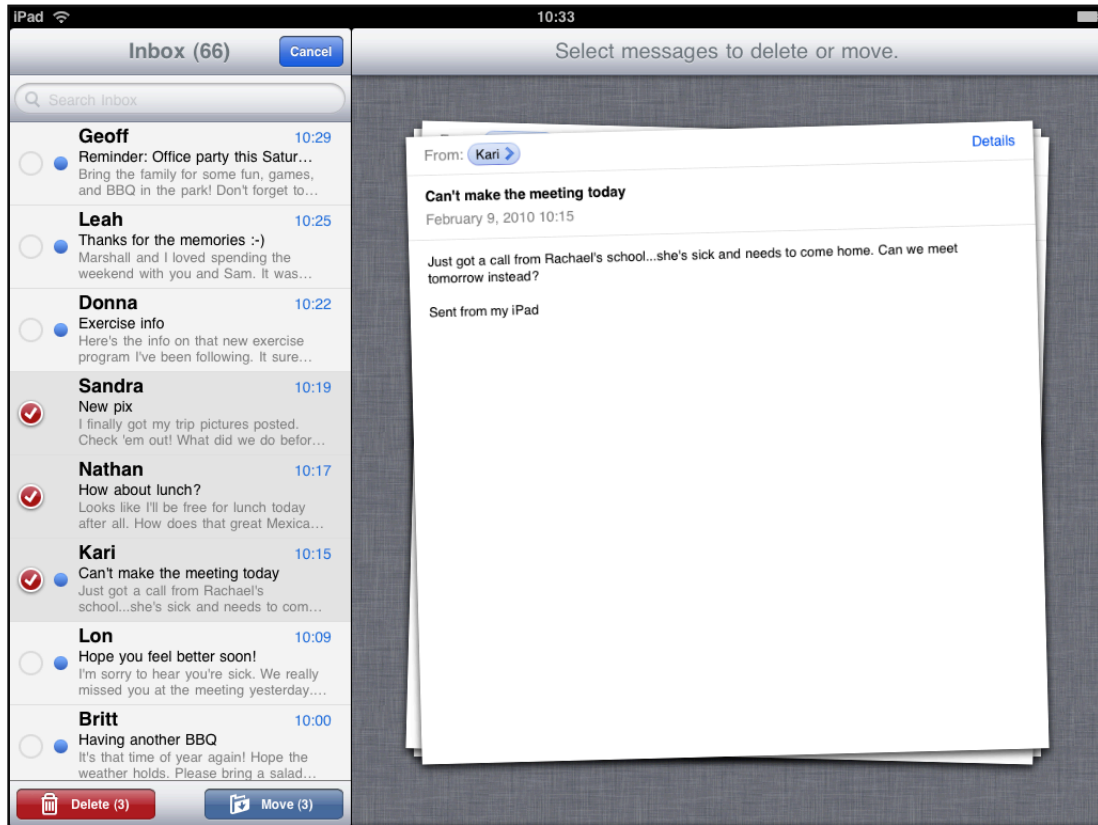 iPad
10:33
Inbox (66)
Cancel
Search Inbox
Geoff 10:29
Reminder: Office party this Satur...
Bring the family for some fun, games,
and BBQ in the park! Don't forget to...
Leah 10:25
Thanks for the memories :-)
Marshall and I loved spending the
weekend with you and Sam. It was...
Donna 10:22
Exercise info
Here's the info on that new exercise
program I've been following. It sure...
Sandra 10:19
New pix
I finally got my trip pictures posted.
Check 'em out! What did we do befor...
Nathan 10:17
How about lunch?
Looks like I'll be free for lunch today
after all. How does that great Mexica...
Kari 10:15
Can't make the meeting today
Just got a call from Rachael's
school...she's sick and needs to com...
Lon 10:09
Hope you feel better soon!
I'm sorry to hear you're sick. We really
missed you at the meeting yesterday....
Britt 10:00
Having another BBQ
It's that time of year again! Hope the
weather holds. Please bring a salad...
Delete (3)
Move (3)
Select messages to delete or move.
From: Kari
Details
Can't make the meeting today
February 9, 2010 10:15
Just got a call from Rachael's school...she's sick and needs to come home. Can we meet
tomorrow instead?
Sent from my iPad